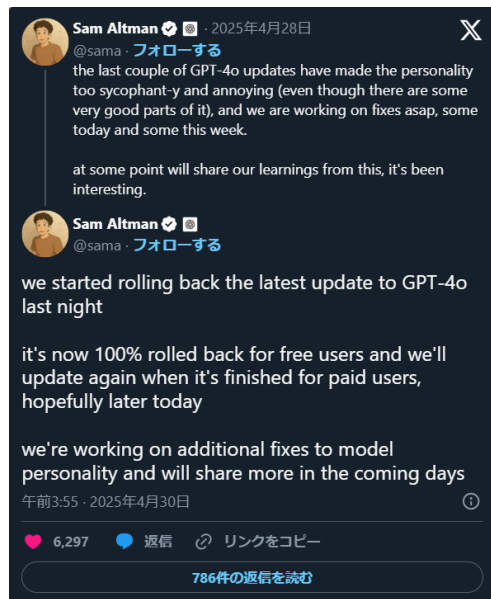 Sam Altman · 2025年4月28日
@sama · フォローする
the last couple of GPT-4o updates have made the personality
too sycophant-y and annoying (even though there are some
very good parts of it), and we are working on fixes asap, some
today and some this week.
at some point will share our learnings from this, it's been
interesting.
Sam Altman
@sama · フォローする
we started rolling back the latest update to GPT-4o
last night
it's now 100% rolled back for free users and we'll
update again when it's finished for paid users,
hopefully later today
we're working on additional fixes to model
personality and will share more in the coming days
午前3:55 · 2025年4月30日
6,297 返信 リンクをコピー
786件の返信を読む